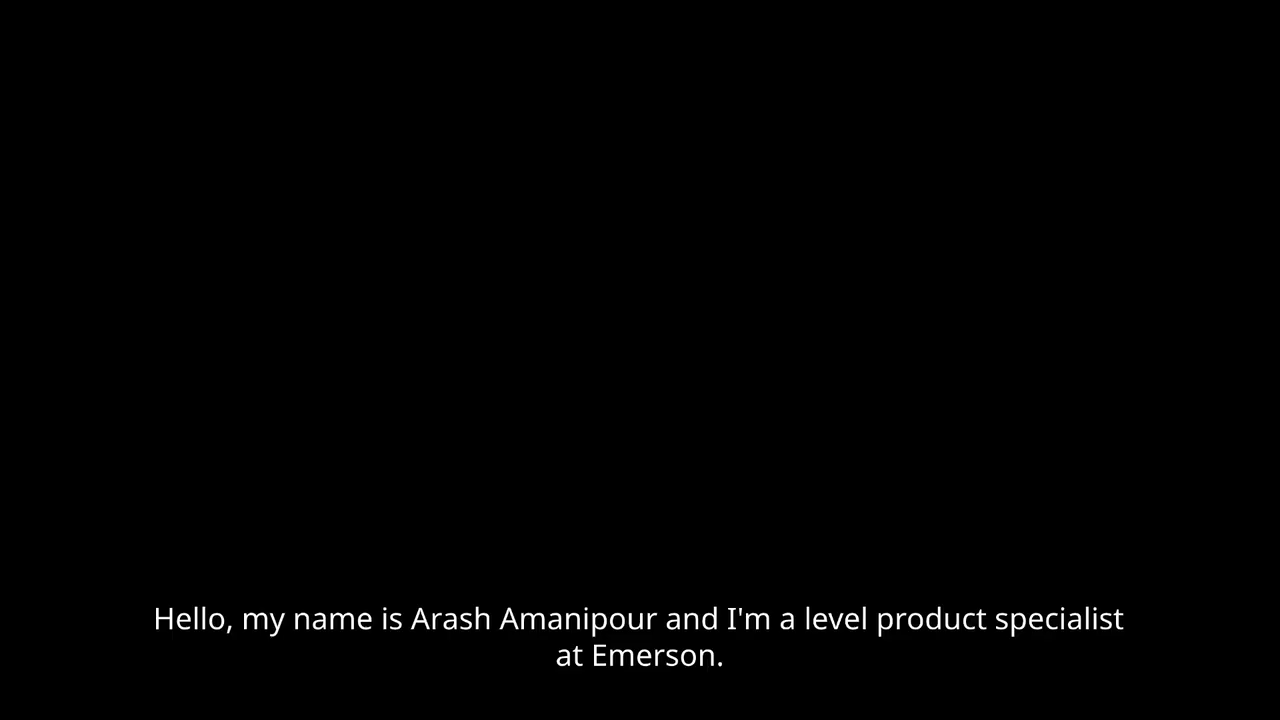 Hello, my name is Arash Amanipour and I'm a level product specialist
at Emerson.